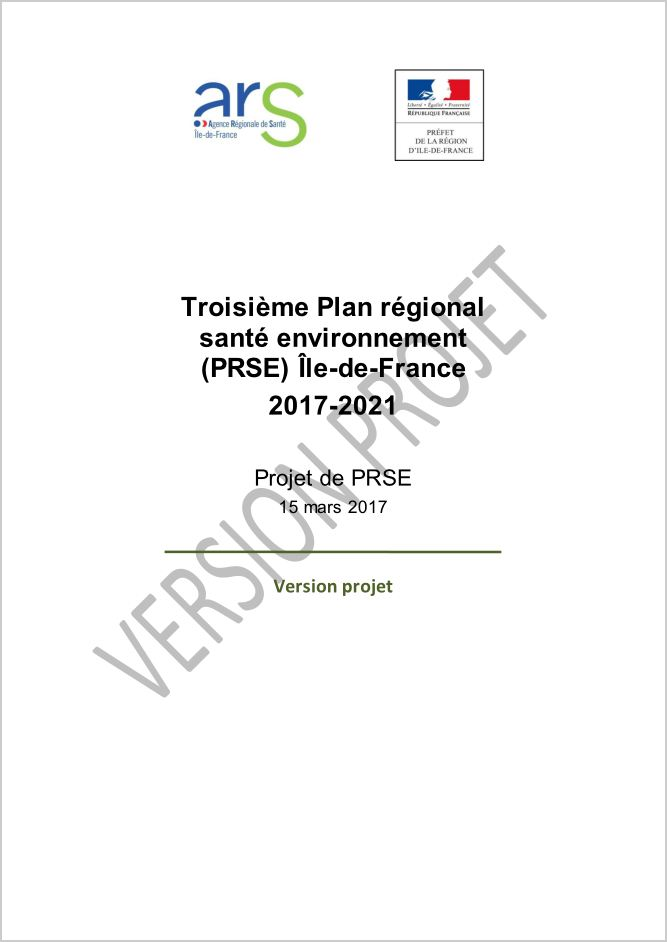 ars
Agence Régionale de Santé
Île-de-France
Liberté • Égalité • Fraternité
RÉPUBLIQUE FRANÇAISE
PRÉFET
DE LA RÉGION
D'ILE-DE-FRANCE
Troisième Plan régional
santé environnement
(PRSE) Île-de-France
2017-2021
Projet de PRSE
15 mars 2017
Version projet
VERSION PROJET